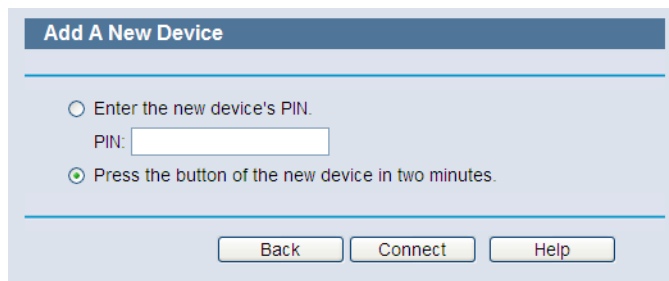 Add A New Device
Enter the new device's PIN.
PIN:
Press the button of the new device in two minutes.
Back Connect Help